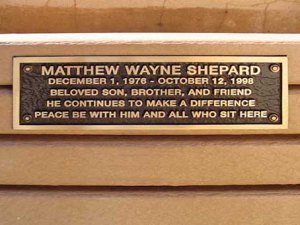 MATTHEW WAYNE SHEPARD
DECEMBER 1, 1976 - OCTOBER 12, 1998
BELOVED SON, BROTHER, AND FRIEND
HE CONTINUES TO MAKE A DIFFERENCE
PEACE BE WITH HIM AND ALL WHO SIT HERE